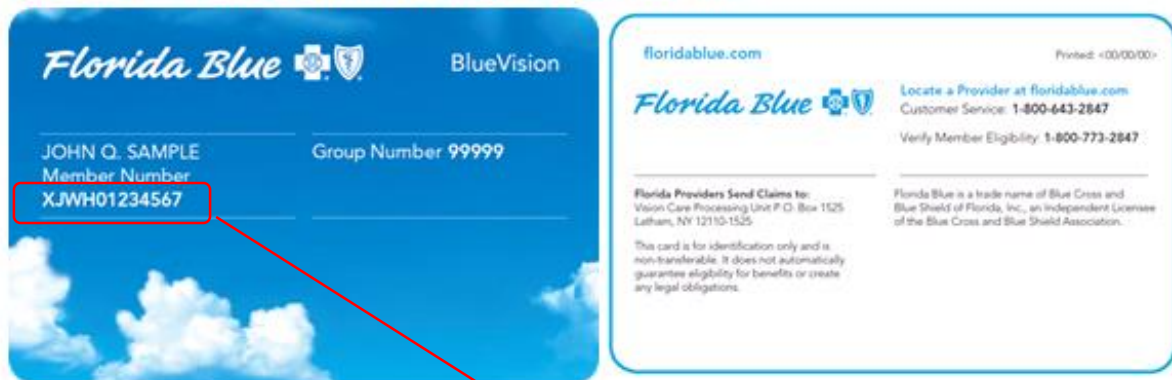 Florida Blue
BlueVision
JOHN Q. SAMPLE
Member Number
XJWH01234567
Group Number 99999
floridablue.com
Printed: <00/00/00>
Florida Blue
Locate a Provider at floridablue.com
Customer Service: 1-800-643-2847
Verify Member Eligibility: 1-800-773-2847
Florida Providers Send Claims to:
Vision Care Processing Unit P.O. Box 1525
Latham, NY 12110-1525
This card is for identification only and is
non-transferable. It does not automatically
guarantee eligibility for benefits or create
any legal obligations.
Florida Blue is a trade name of Blue Cross and
Blue Shield of Florida, Inc., an Independent Licensee
of the Blue Cross and Blue Shield Association.